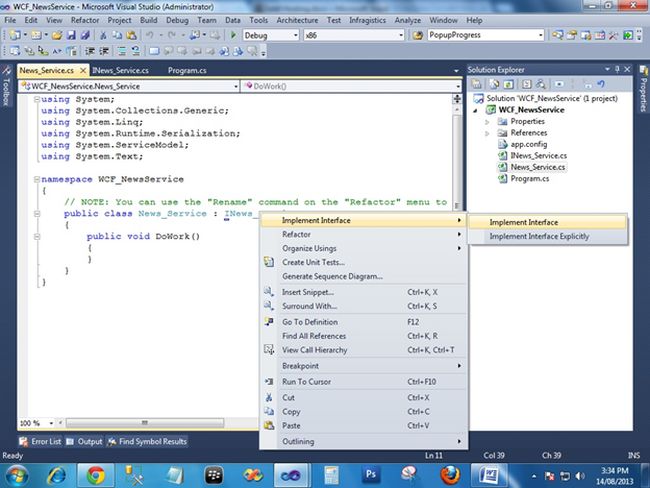 WCF_NewsService - Microsoft Visual Studio (Administrator)
File Edit View Refactor Project Build Debug Team Data Tools Architecture Test Infragistics Analyze Window Help
Debug x86 PopupProgress
News_Service.cs INews_Service.cs Program.cs
WCF_NewsService.News_Service DoWork()
Toolbox
using System;
using System.Collections.Generic;
using System.Linq;
using System.Runtime.Serialization;
using System.ServiceModel;
using System.Text;
namespace WCF_NewsService
{
// NOTE: You can use the "Rename" command on the "Refactor" menu to
public class News_Service : INews_
{
public void DoWork()
{
}
}
}
Implement Interface
Refactor
Organize Usings
Create Unit Tests...
Generate Sequence Diagram...
Insert Snippet... Ctrl+K, X
Surround With... Ctrl+K, S
Go To Definition F12
Find All References Ctrl+K, R
View Call Hierarchy Ctrl+K, Ctrl+T
Breakpoint
Run To Cursor Ctrl+F10
Cut Ctrl+X
Copy Ctrl+C
Paste Ctrl+V
Outlining
Implement Interface
Implement Interface Explicitly
Solution Explorer
Solution 'WCF_NewsService' (1 project)
WCF_NewsService
Properties
References
app.config
INews_Service.cs
News_Service.cs
Program.cs
Properties
100 %
Error List Output Find Symbol Results
Ready Ln 11 Col 39 Ch 39 INS
Ps W
3:34 PM
14/08/2013